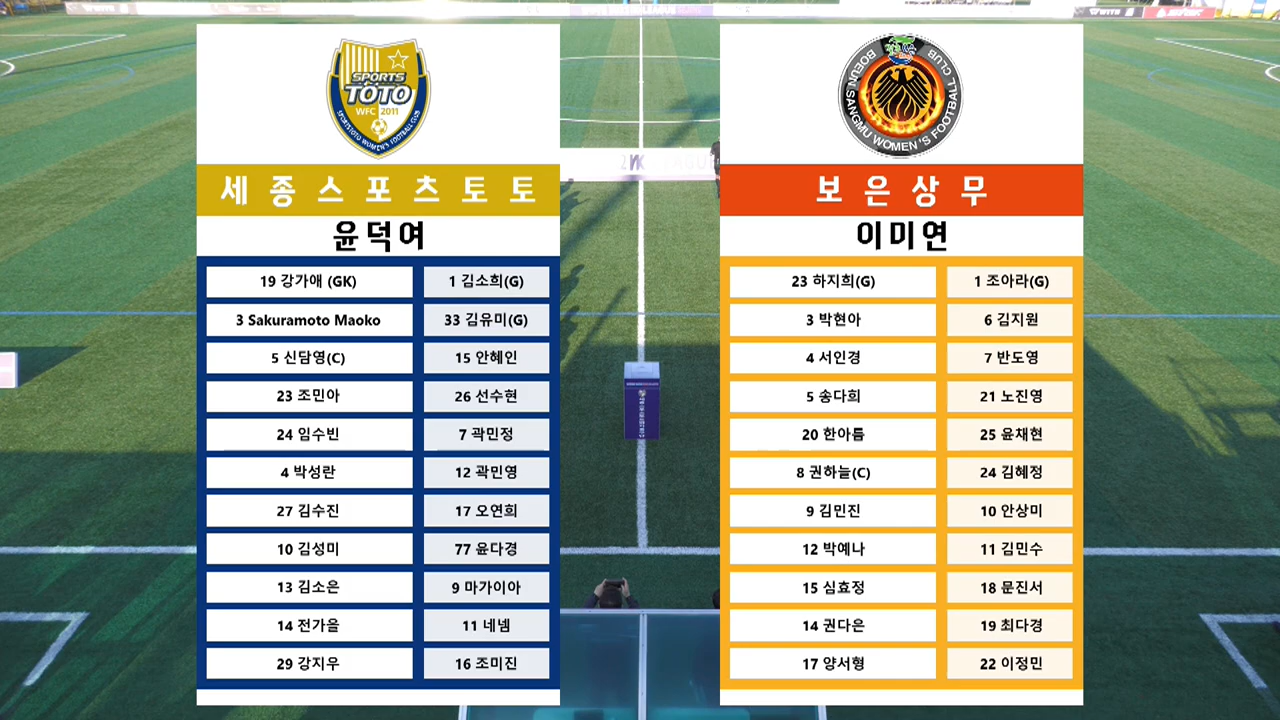 SPORTS
TOTO
WFC 2011
SPORTSTOTO WOMEN'S FOOTBALL CLUB
세종스포츠토토
윤덕여
19 강가애 (GK)
1 김소희(G)
3 Sakuramoto Maoko
33 김유미(G)
5 신담영(C)
15 안혜인
23 조민아
26 선수현
24 임수빈
7 곽민정
4 박성란
12 곽민영
27 김수진
17 오연희
10 김성미
77 윤다경
13 김소은
9 마가이아
14 전가을
11 네넴
29 강지우
16 조미진
BOEUN SANGMU WOMEN'S FOOTBALL CLUB
보은상무
이미연
23 하지희(G)
1 조아라(G)
3 박현아
6 김지원
4 서인경
7 반도영
5 송다희
21 노진영
20 한아름
25 윤채현
8 권하늘(C)
24 김혜정
9 김민진
10 안상미
12 박예나
11 김민수
15 심효정
18 문진서
14 권다은
19 최다경
17 양서형
22 이정민